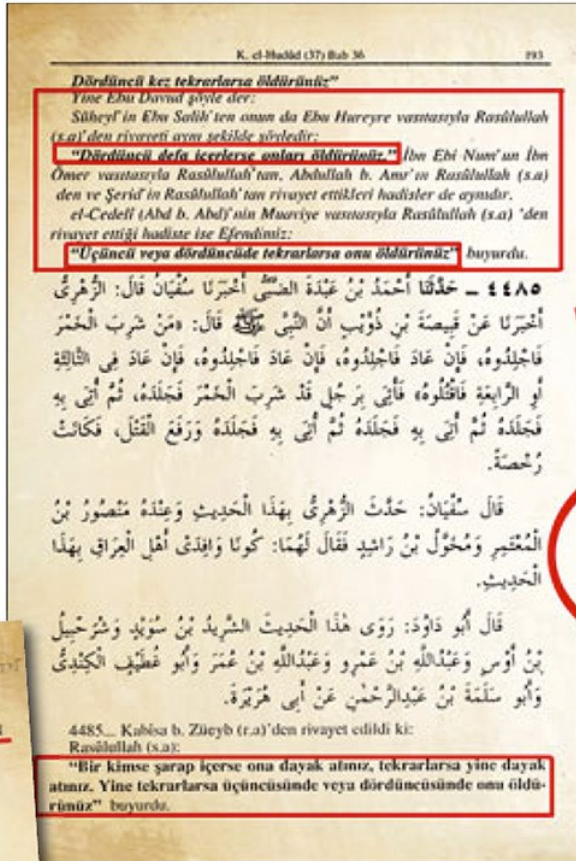 K. el-Hudûd (37) Bab 36 193
Dördüncü kez tekrarlarsa öldürünüz"
Yine Ebu Davud şöyle der:
Süheyl'in Ebu Salih'ten onun da Ebu Hureyre vasıtasıyla Rasûlullah
(s.a)'den rivayeti aynı şekilde şöyledir:
"Dördüncü defa içerlerse onları öldürünüz." İbn Ebi Num'un İbn
Ömer vasıtasıyla Rasûlullah'tan, Abdullah b. Amr'ın Rasûlullah (s.a)
den ve Şerid'in Rasûlullah'tan rivayet ettikleri hadisler de aynıdır.
el-Cedelî (Abd b. Abd)'nin Muaviye vasıtasıyla Rasûlullah (s.a) 'den
rivayet ettiği hadiste ise Efendimiz:
"Üçüncü veya dördüncüde tekrarlarsa onu öldürünüz" buyurdu.
٤٤٨٥ ـ حَدَّثَنَا أَحْمَدُ بْنُ عَبْدَةَ الضَّبِّيُّ أَخْبَرَنَا سُفْيَانُ قَالَ: الزُّهْرِيُّ
أَخْبَرَنَا عَنْ قَبِيصَةَ بْنِ ذُؤَيْبٍ أَنَّ النَّبِيَّ ﷺ قَالَ: «مَنْ شَرِبَ الْخَمْرَ
فَاجْلِدُوهُ، فَإِنْ عَادَ فَاجْلِدُوهُ، فَإِنْ عَادَ فَاجْلِدُوهُ، فَإِنْ عَادَ فِى الثَّالِثَةِ
أَوِ الرَّابِعَةِ فَاقْتُلُوهُ» فَأُتِىَ بِرَجُلٍ قَدْ شَرِبَ الْخَمْرَ فَجَلَدَهُ، ثُمَّ أُتِىَ بِهِ
فَجَلَدَهُ ثُمَّ أُتِىَ بِهِ فَجَلَدَهُ ثُمَّ أُتِىَ بِهِ فَجَلَدَهُ وَرَفَعَ الْقَتْلَ، فَكَانَتْ
رُخْصَةً.
قَالَ سُفْيَانُ: حَدَّثَ الزُّهْرِيُّ بِهٰذَا الْحَدِيثِ وَعِنْدَهُ مَنْصُورُ بْنُ
الْمُعْتَمِرِ وَمُخَوَّلُ بْنُ رَاشِدٍ فَقَالَ لَهُمَا: كُونَا وَافِدَىْ أَهْلِ الْعِرَاقِ بِهٰذَا
الْحَدِيثِ.
قَالَ أَبُو دَاوُدَ: رَوَى هٰذَا الْحَدِيثَ الشَّرِيدُ بْنُ سُوَيْدٍ وَشُرَحْبِيلُ
بْنُ أَوْسٍ وَعَبْدُاللّٰهِ بْنُ عَمْرٍو وَعَبْدُاللّٰهِ بْنُ عُمَرَ وَأَبُو غُطَيْفٍ الْكِنْدِىُّ
وَأَبُو سَلَمَةَ بْنُ عَبْدِالرَّحْمٰنِ عَنْ أَبِى هُرَيْرَةَ.
4485... Kabîsa b. Züeyb (r.a)'den rivayet edildi ki:
Rasûlullah (s.a):
"Bir kimse şarap içerse ona dayak atınız, tekrarlarsa yine dayak
atınız. Yine tekrarlarsa üçüncüsünde veya dördüncüsünde onu öldü-
rünüz" buyurdu.